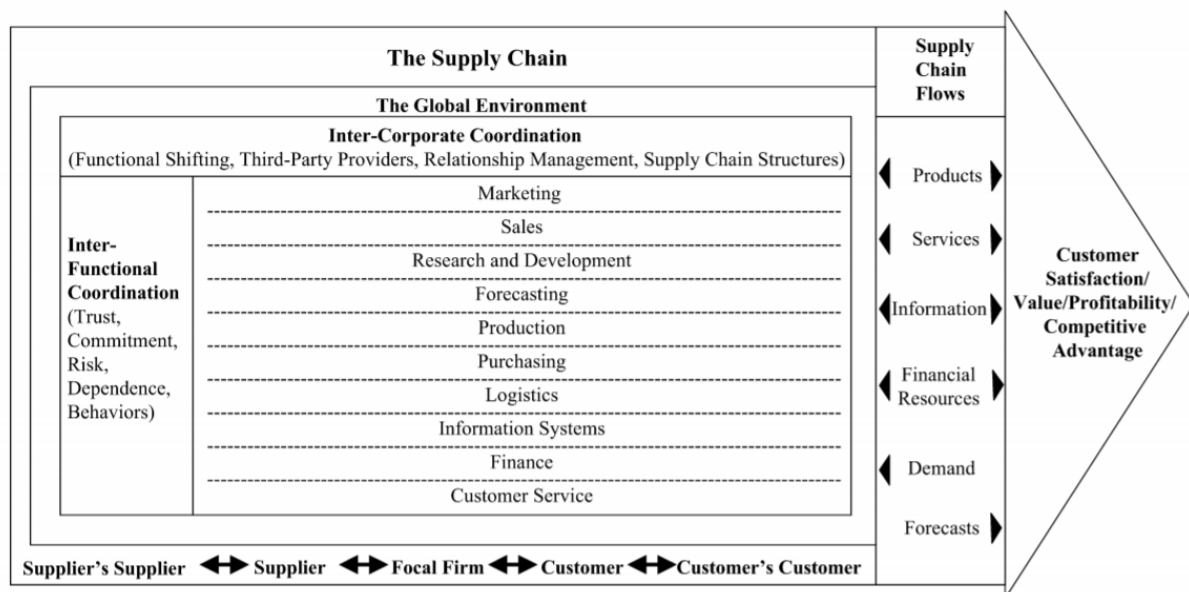 The Supply Chain
Supply
Chain
Flows
The Global Environment
Inter-Corporate Coordination
(Functional Shifting, Third-Party Providers, Relationship Management, Supply Chain Structures)
Inter-
Functional
Coordination
(Trust,
Commitment,
Risk,
Dependence,
Behaviors)
Marketing
Sales
Research and Development
Forecasting
Production
Purchasing
Logistics
Information Systems
Finance
Customer Service
Products
Services
Information
Financial
Resources
Demand
Forecasts
Customer
Satisfaction/
Value/Profitability/
Competitive
Advantage
Supplier's Supplier Supplier Focal Firm Customer Customer's Customer